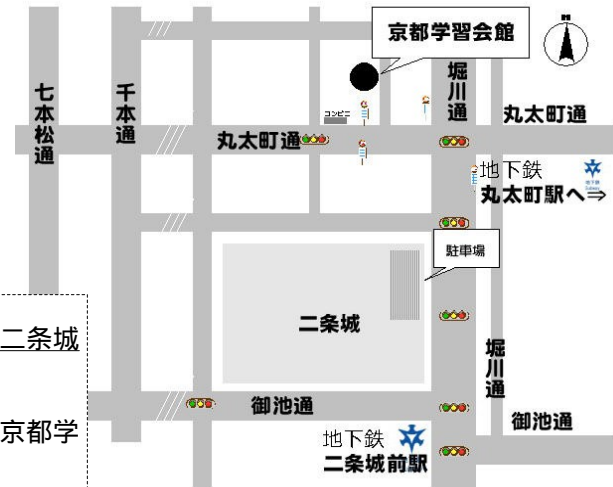 京都学習会館
N
七本松通
千本通
堀川通
コンビニ
丸太町通
丸太町通
地下鉄
丸太町駅へ⇒
駐車場
二条城
二条城
堀川通
京都学
御池通
御池通
地下鉄
二条城前駅